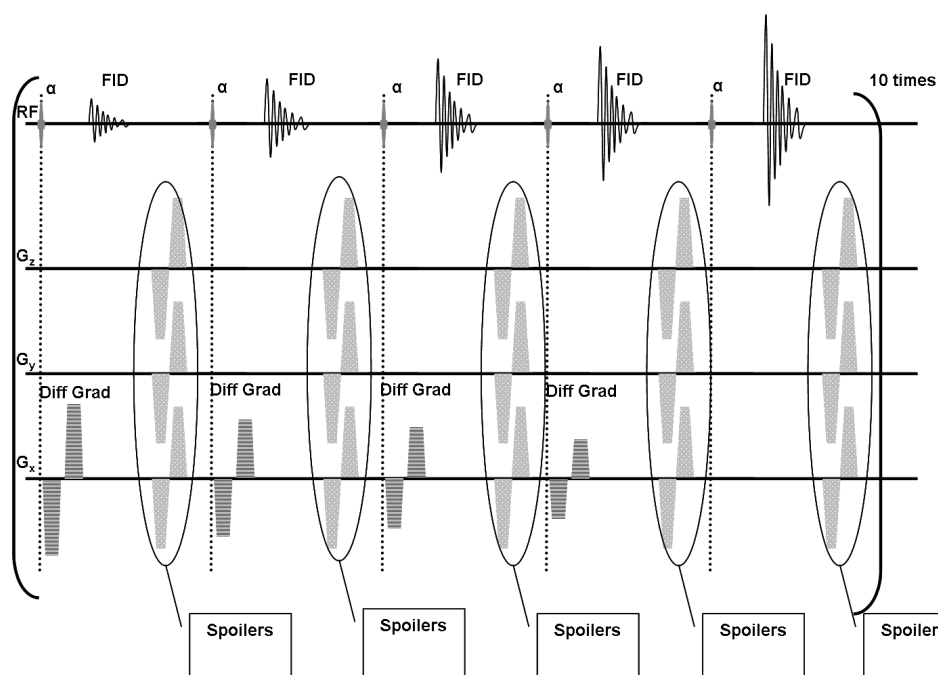 10 times
FID FID FID FID FID
α α α α α
RF
Gz
Gy
Diff Grad Diff Grad Diff Grad Diff Grad
Gx
Spoilers Spoilers Spoilers Spoilers Spoiler